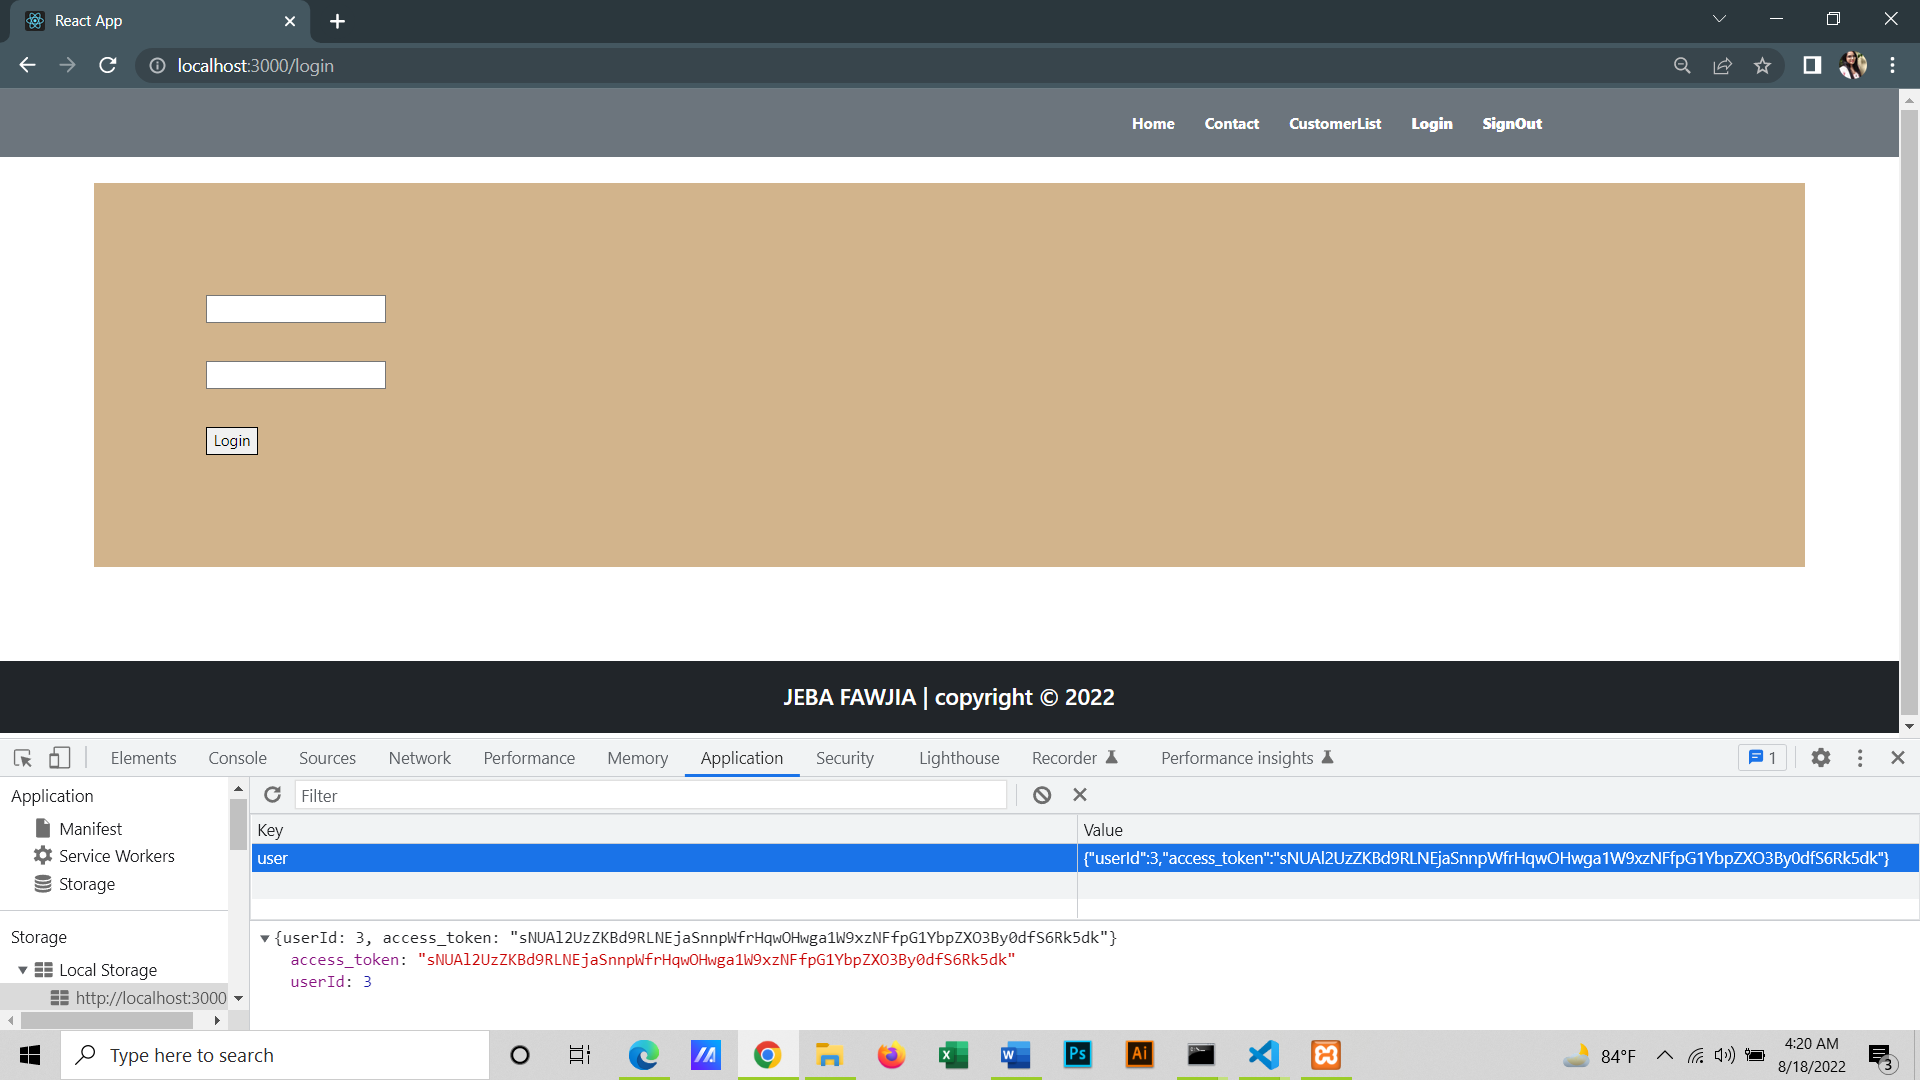 React App
localhost:3000/login
Home Contact CustomerList Login SignOut
Login
JEBA FAWJIA | copyright © 2022
Elements Console Sources Network Performance Memory Application Security Lighthouse Recorder Performance insights 1
Application
Manifest
Service Workers
Storage
Storage
Local Storage
http://localhost:3000
Filter
Key Value
user {"userId":3,"access_token":"sNUAl2UzZKBd9RLNEjaSnnpWfrHqwOHwga1W9xzNFfpG1YbpZXO3By0dfS6Rk5dk"}
{userId: 3, access_token: "sNUAl2UzZKBd9RLNEjaSnnpWfrHqwOHwga1W9xzNFfpG1YbpZXO3By0dfS6Rk5dk"}
access_token: "sNUAl2UzZKBd9RLNEjaSnnpWfrHqwOHwga1W9xzNFfpG1YbpZXO3By0dfS6Rk5dk"
userId: 3
Type here to search
Ps
Ai
84°F
4:20 AM
8/18/2022
3